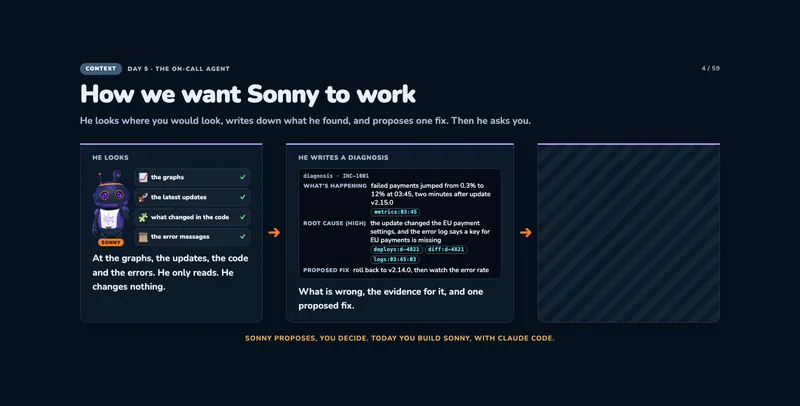 CONTEXT DAY 5 · THE ON-CALL AGENT
4 / 59
How we want Sonny to work
He looks where you would look, writes down what he found, and proposes one fix. Then he asks you.
HE LOOKS
the graphs
the latest updates
what changed in the code
the error messages
SONNY
At the graphs, the updates, the code
and the errors. He only reads. He
changes nothing.
HE WRITES A DIAGNOSIS
diagnosis · INC-1001
WHAT'S HAPPENING failed payments jumped from 0.3% to
12% at 03:45, two minutes after update
v2.15.0
metrics:03:45
ROOT CAUSE (HIGH) the update changed the EU payment
settings, and the error log says a key for
EU payments is missing
deploys:d-4821 diff:d-4821
logs:03:45:03
PROPOSED FIX roll back to v2.14.0, then watch the error rate
What is wrong, the evidence for it, and one
proposed fix.
SONNY PROPOSES, YOU DECIDE. TODAY YOU BUILD SONNY, WITH CLAUDE CODE.